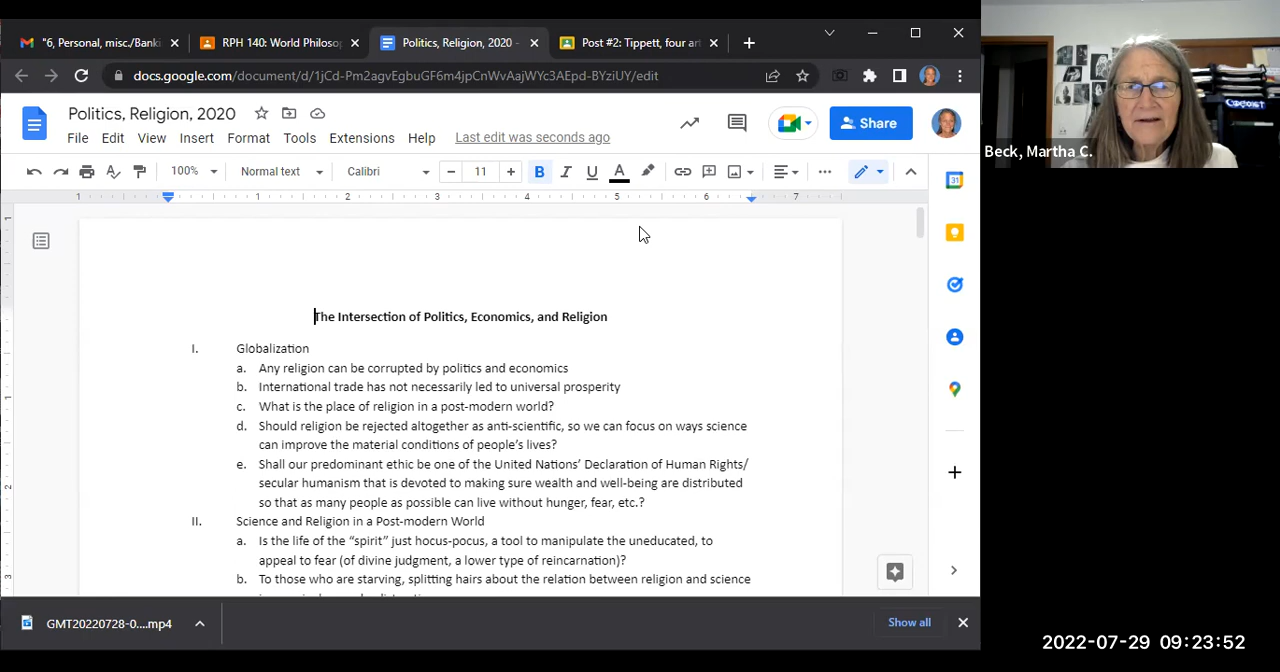 "6, Personal, misc./Banki
RPH 140: World Philoso
Politics, Religion, 2020 -
Post #2: Tippett, four art
docs.google.com/document/d/1jCd-Pm2agvEgbuGF6m4jpCnWvAajWYc3AEpd-BYziUY/edit
Politics, Religion, 2020
File Edit View Insert Format Tools Extensions Help Last edit was seconds ago
Share
100% Normal text Calibri 11 B I U A
1 1 2 3 4 5 6 7
The Intersection of Politics, Economics, and Religion
I. Globalization
a. Any religion can be corrupted by politics and economics
b. International trade has not necessarily led to universal prosperity
c. What is the place of religion in a post-modern world?
d. Should religion be rejected altogether as anti-scientific, so we can focus on ways science
can improve the material conditions of people's lives?
e. Shall our predominant ethic be one of the United Nations' Declaration of Human Rights/
secular humanism that is devoted to making sure wealth and well-being are distributed
so that as many people as possible can live without hunger, fear, etc.?
II. Science and Religion in a Post-modern World
a. Is the life of the "spirit" just hocus-pocus, a tool to manipulate the uneducated, to
appeal to fear (of divine judgment, a lower type of reincarnation)?
b. To those who are starving, splitting hairs about the relation between religion and science
GMT20220728-0....mp4
Show all
Beck, Martha C.
31
2022-07-29 09:23:52